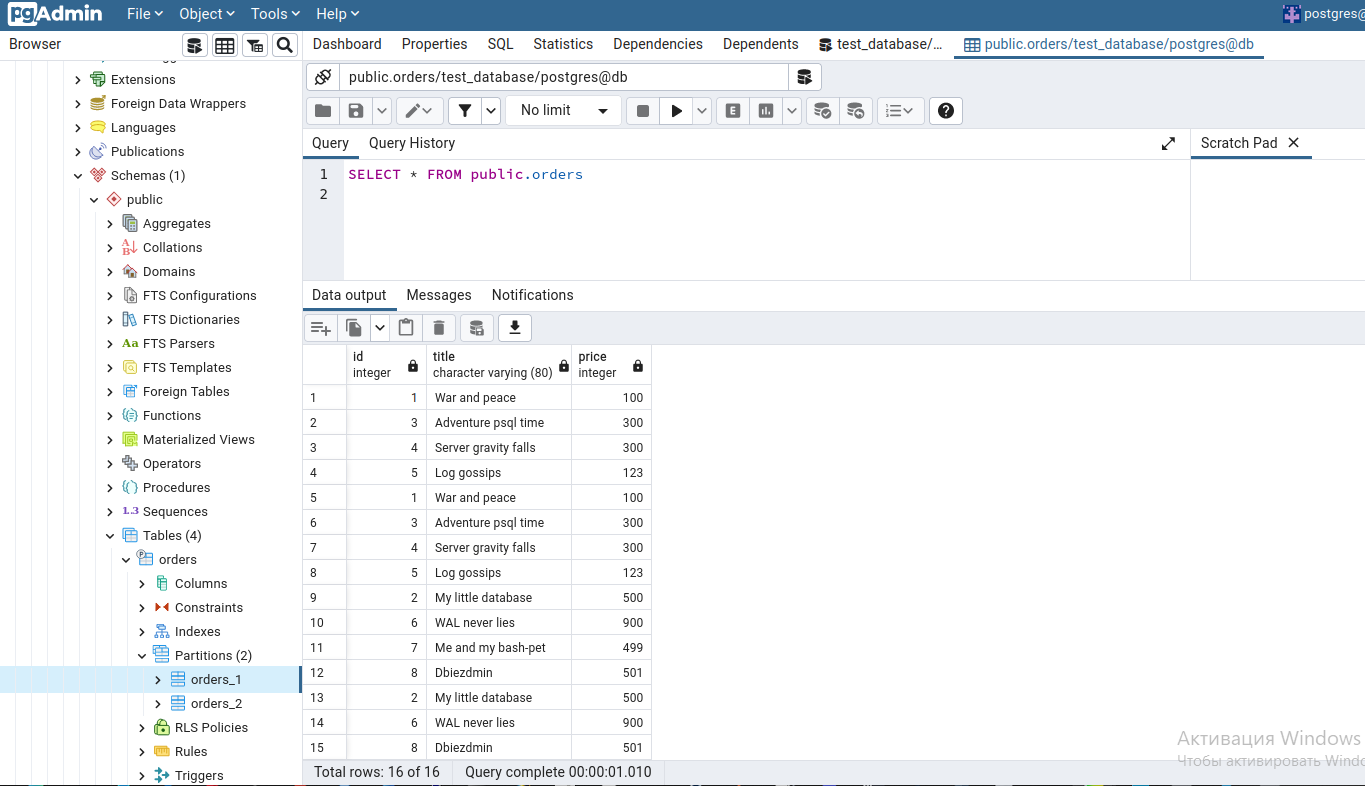 pgAdmin File Object Tools Help postgres@
Browser
Dashboard Properties SQL Statistics Dependencies Dependents test_database/... public.orders/test_database/postgres@db
public.orders/test_database/postgres@db
No limit
E
Query Query History Scratch Pad
1 SELECT * FROM public.orders
2
Extensions
Foreign Data Wrappers
Languages
Publications
Schemas (1)
public
Aggregates
Collations
Domains
FTS Configurations
FTS Dictionaries
Aa FTS Parsers
FTS Templates
Foreign Tables
Functions
Materialized Views
Operators
Procedures
1.3 Sequences
Tables (4)
orders
Columns
Constraints
Indexes
Partitions (2)
orders_1
orders_2
RLS Policies
Rules
Triggers
Data output Messages Notifications
id title price
integer character varying (80) integer
1 1 War and peace 100
2 3 Adventure psql time 300
3 4 Server gravity falls 300
4 5 Log gossips 123
5 1 War and peace 100
6 3 Adventure psql time 300
7 4 Server gravity falls 300
8 5 Log gossips 123
9 2 My little database 500
10 6 WAL never lies 900
11 7 Me and my bash-pet 499
12 8 Dbiezdmin 501
13 2 My little database 500
14 6 WAL never lies 900
15 8 Dbiezdmin 501
Total rows: 16 of 16 Query complete 00:00:01.010
Активация Windows
Чтобы активировать Windo